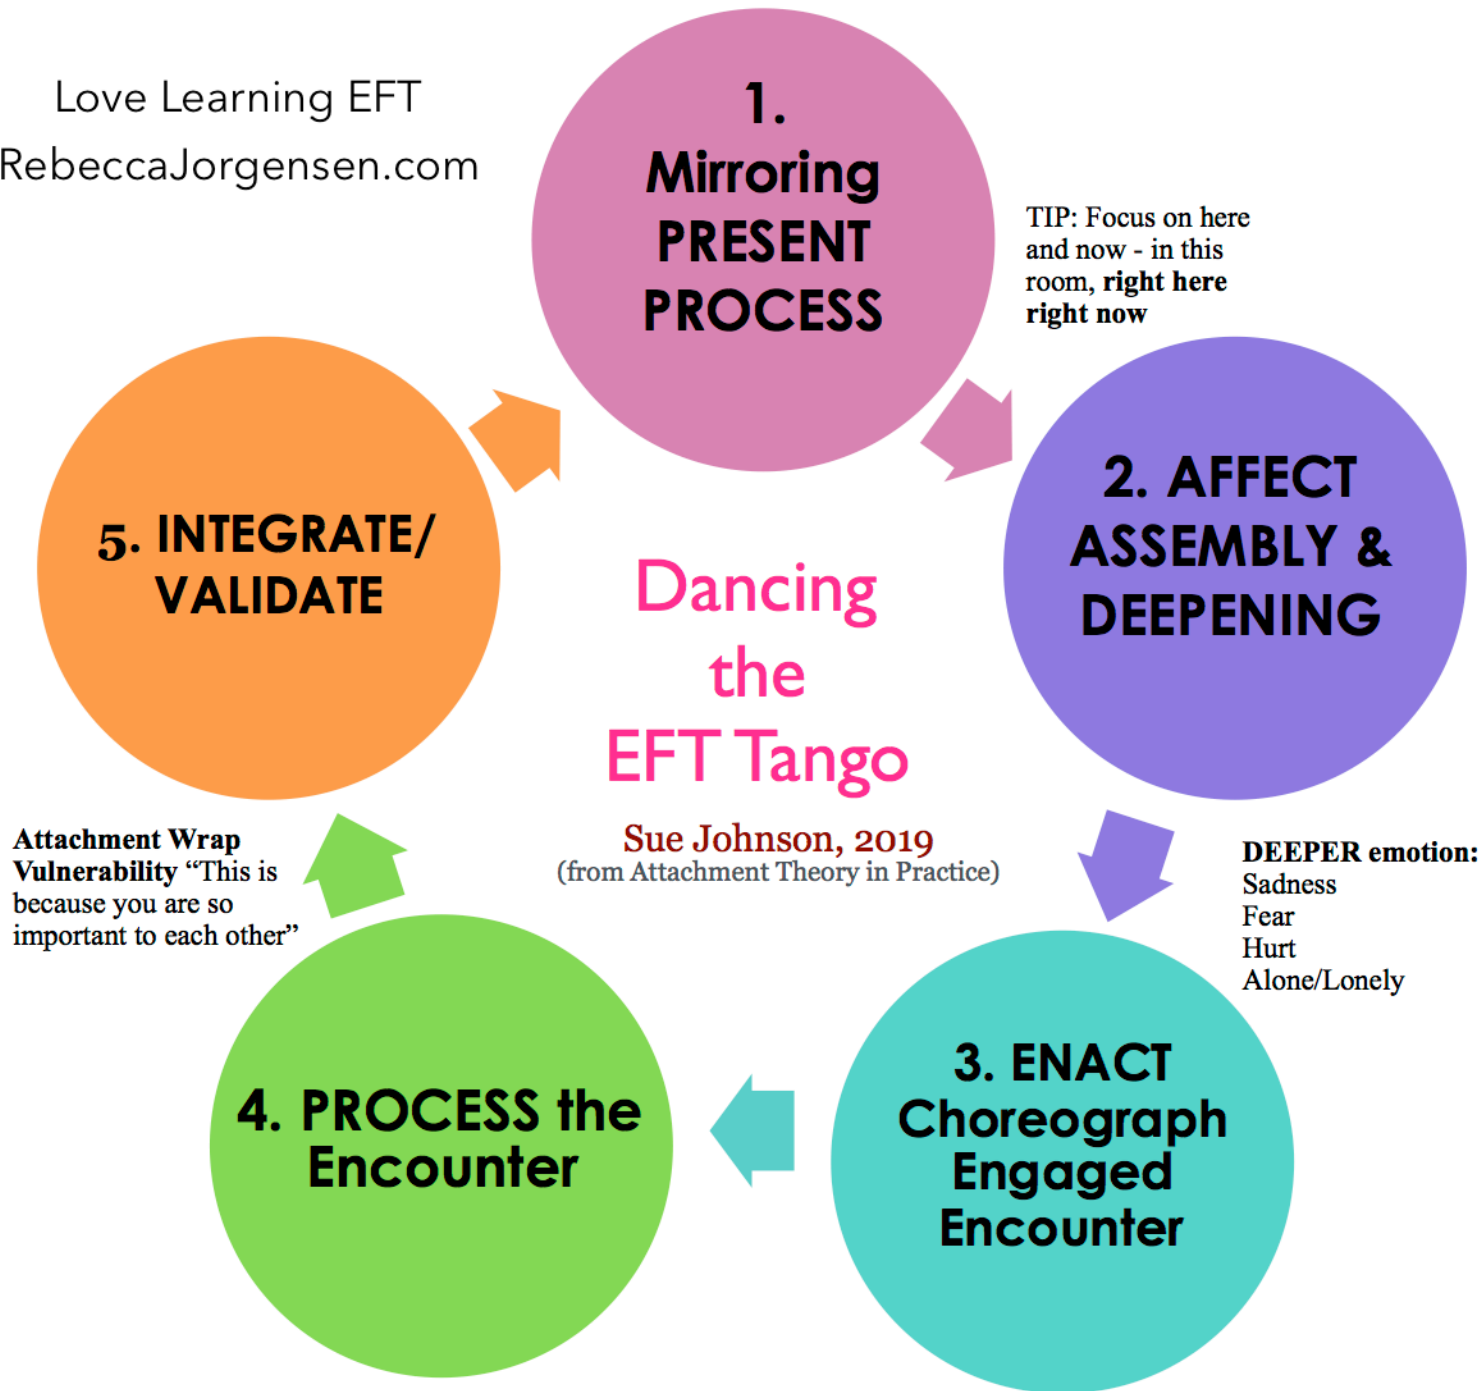 Love Learning EFT
RebeccaJorgensen.com
1.
Mirroring
PRESENT
PROCESS
TIP: Focus on here
and now - in this
room, right here
right now
2. AFFECT
ASSEMBLY &
DEEPENING
DEEPER emotion:
Sadness
Fear
Hurt
Alone/Lonely
3. ENACT
Choreograph
Engaged
Encounter
4. PROCESS the
Encounter
Attachment Wrap
Vulnerability “This is
because you are so
important to each other”
5. INTEGRATE/
VALIDATE
Dancing
the
EFT Tango
Sue Johnson, 2019
(from Attachment Theory in Practice)